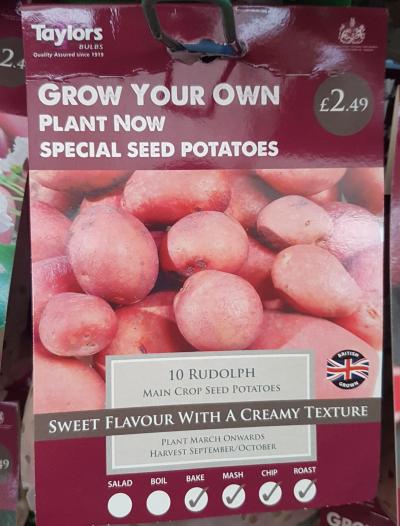 Taylors
BULBS
Quality Assured since 1919
GROW YOUR OWN
PLANT NOW
SPECIAL SEED POTATOES
£2.49
BRITISH
GROWN
10 RUDOLPH
MAIN CROP SEED POTATOES
SWEET FLAVOUR WITH A CREAMY TEXTURE
PLANT MARCH ONWARDS
HARVEST SEPTEMBER/OCTOBER
SALAD BOIL BAKE MASH CHIP ROAST